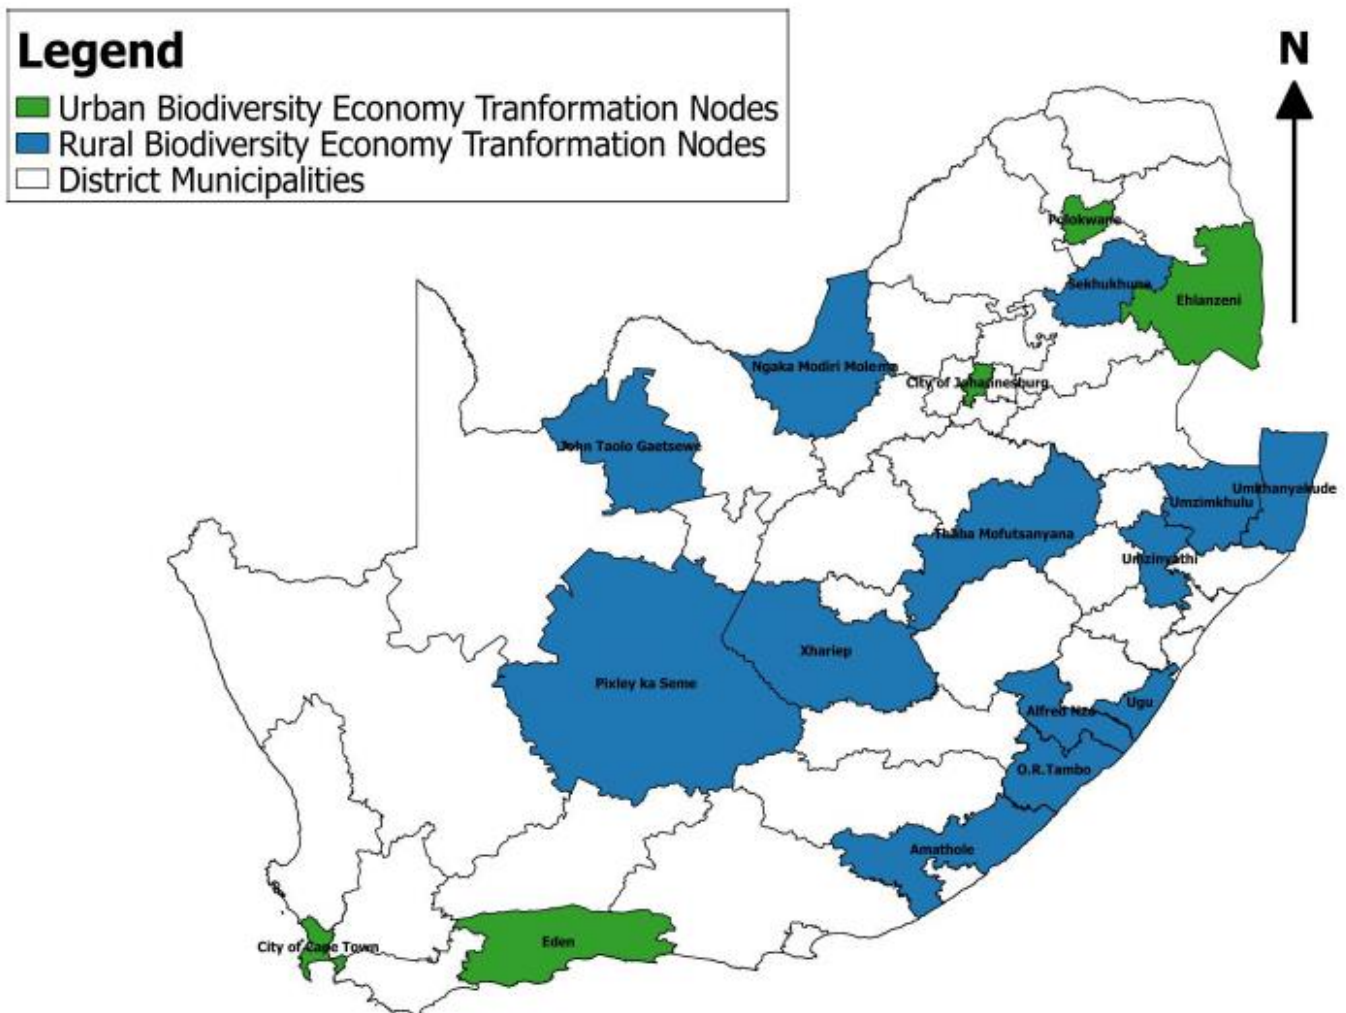 Legend
Urban Biodiversity Economy Tranformation Nodes
Rural Biodiversity Economy Tranformation Nodes
District Municipalities
N
Polokwane
Sekhukhune
Ehlanzeni
Ngaka Modiri Molema
City of Johannesburg
John Taolo Gaetsewe
Umkhanyakude
Umzimkhulu
Thaba Mofutsanyana
Umzinyathi
Xhariep
Pixley ka Seme
Ugu
Alfred Nzo
O.R.Tambo
Amathole
Eden
City of Cape Town